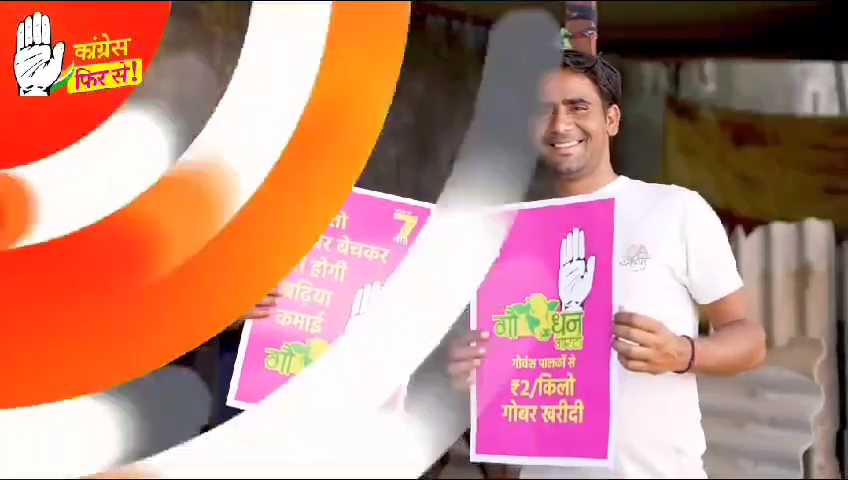 कांग्रेस
फिर से!
7
बेचकर
होगी
बढ़िया
कमाई
गौधन
गारंटी
गोवंश पालकों से
₹2/किलो
गोबर खरीदी